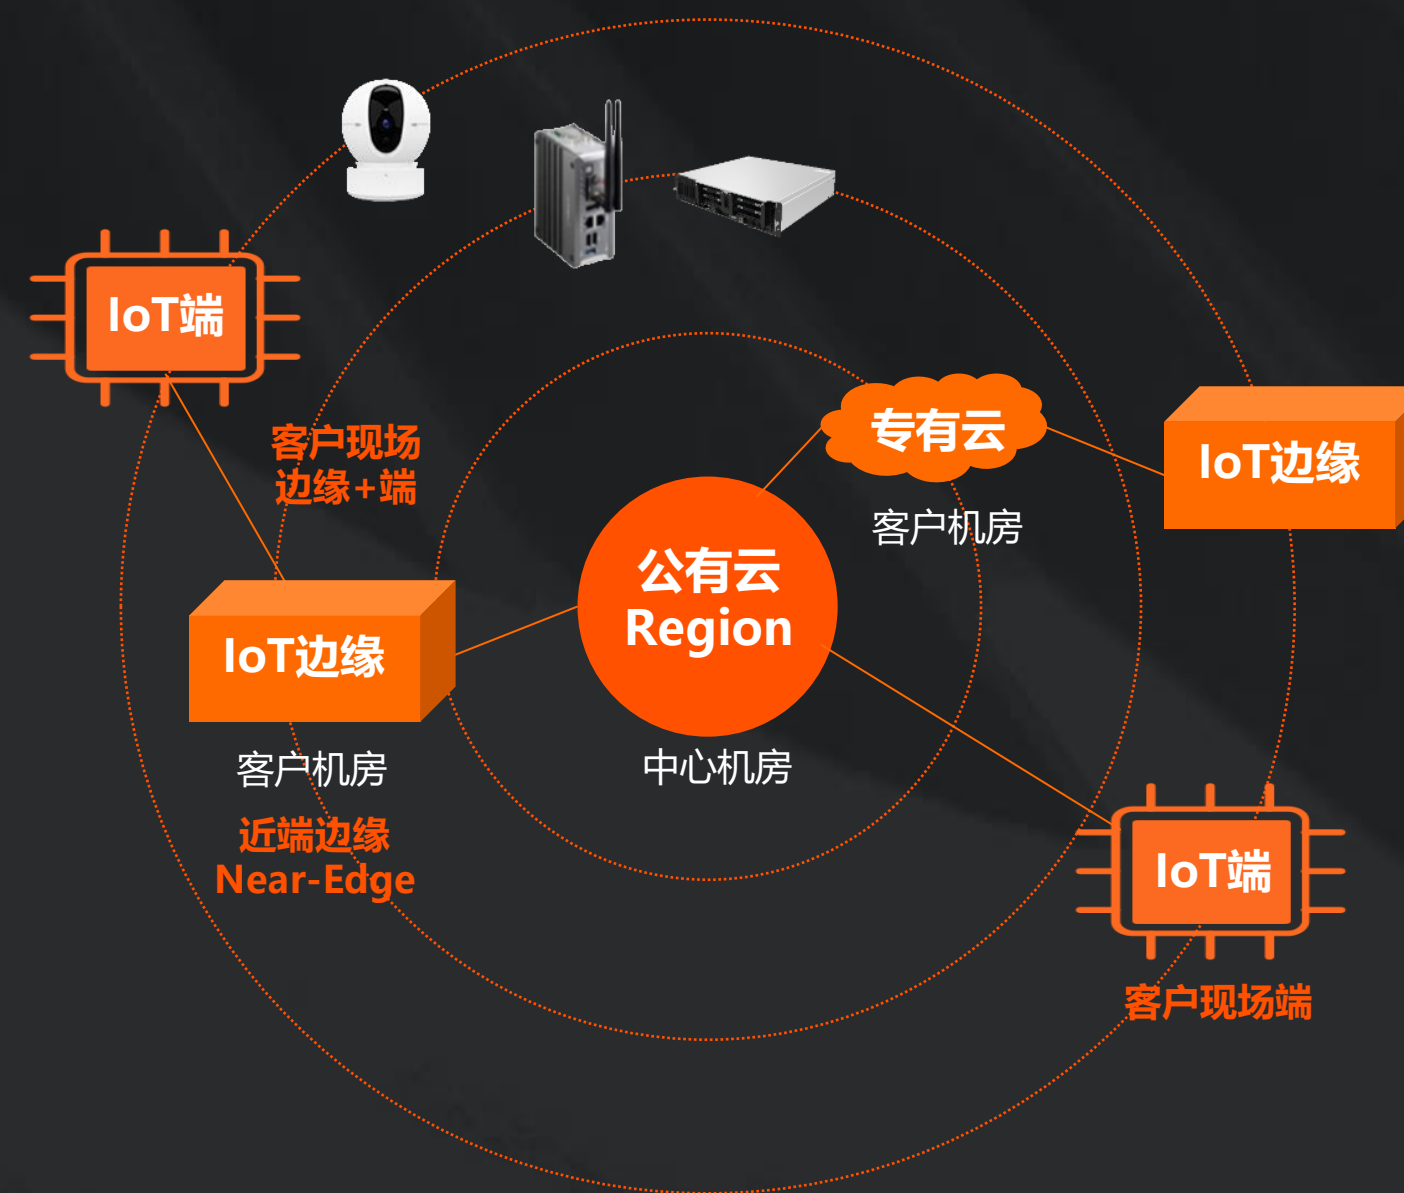 IoT端
客户现场
边缘+端
专有云
IoT边缘
客户机房
公有云
Region
IoT边缘
中心机房
客户机房
近端边缘
Near-Edge
IoT端
客户现场端